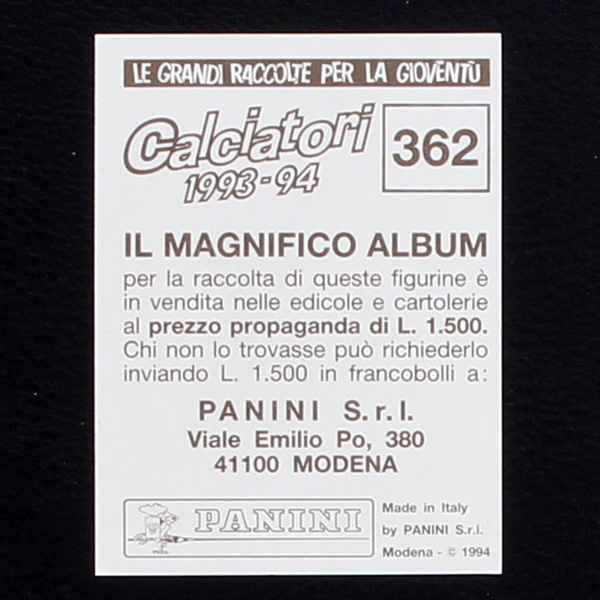 LE GRANDI RACCOLTE PER LA GIOVENTÙ
Calciatori
1993-94
362
IL MAGNIFICO ALBUM
per la raccolta di queste figurine è
in vendita nelle edicole e cartolerie
al prezzo propaganda di L. 1.500.
Chi non lo trovasse può richiederlo
inviando L. 1.500 in francobolli a:
PANINI S.r.l.
Viale Emilio Po, 380
41100 MODENA
PANINI
Made in Italy
by PANINI S.r.l.
Modena - © 1994